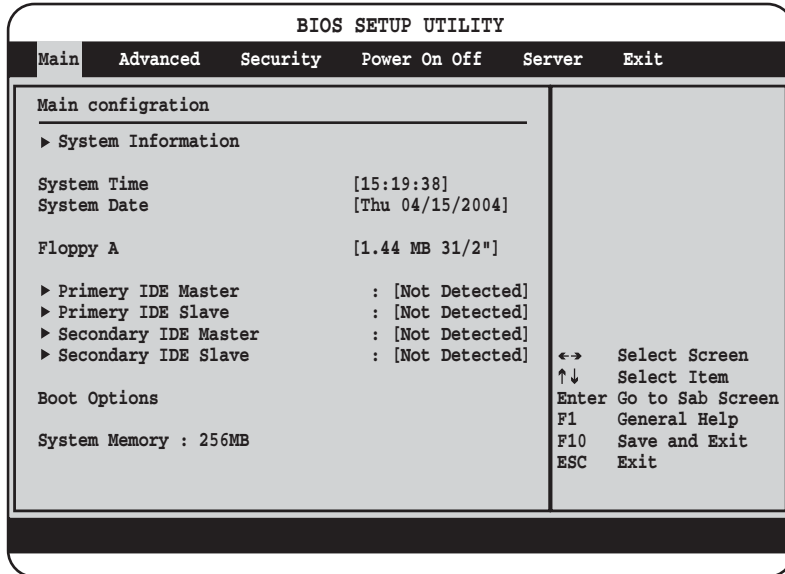 BIOS SETUP UTILITY
Main Advanced Security Power On Off Server Exit
Main configration
▶ System Information
System Time [15:19:38]
System Date [Thu 04/15/2004]
Floppy A [1.44 MB 31/2"]
▶ Primery IDE Master : [Not Detected]
▶ Primery IDE Slave : [Not Detected]
▶ Secondary IDE Master : [Not Detected]
▶ Secondary IDE Slave : [Not Detected]
Boot Options
System Memory : 256MB
←→ Select Screen
↑↓ Select Item
Enter Go to Sab Screen
F1 General Help
F10 Save and Exit
ESC Exit